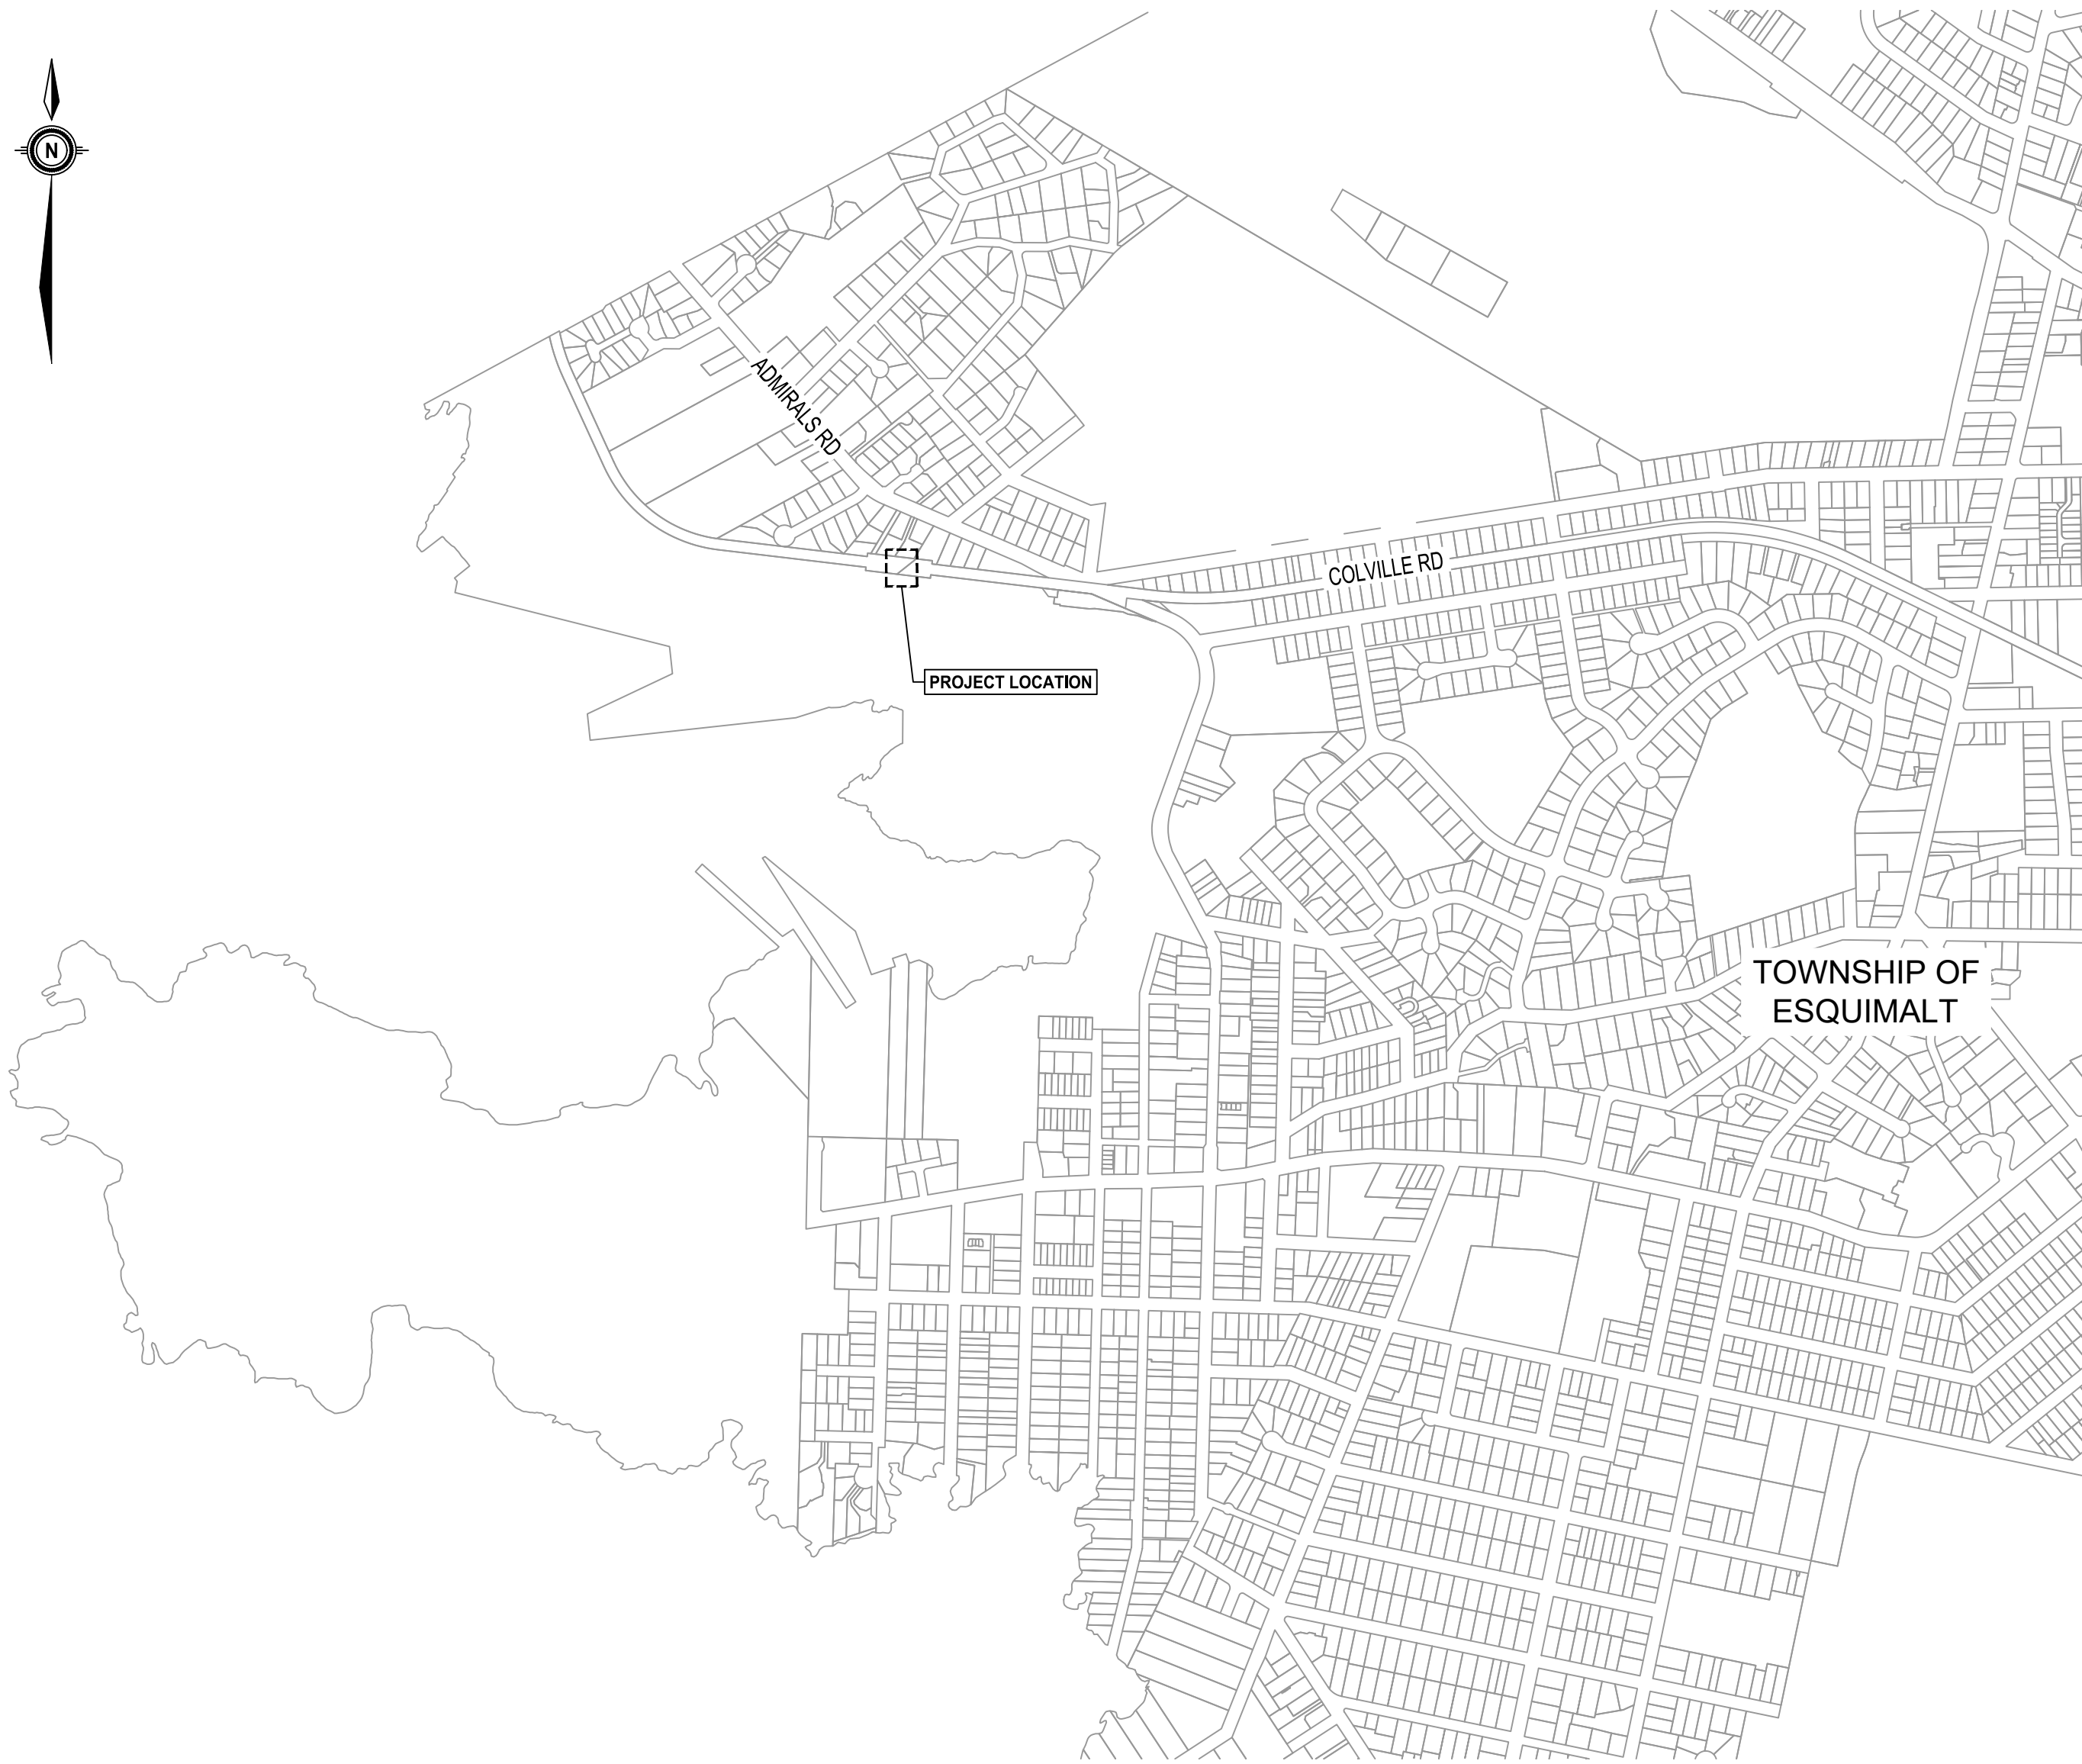 N
ADMIRALS RD
COLVILLE RD
PROJECT LOCATION
TOWNSHIP OF
ESQUIMALT